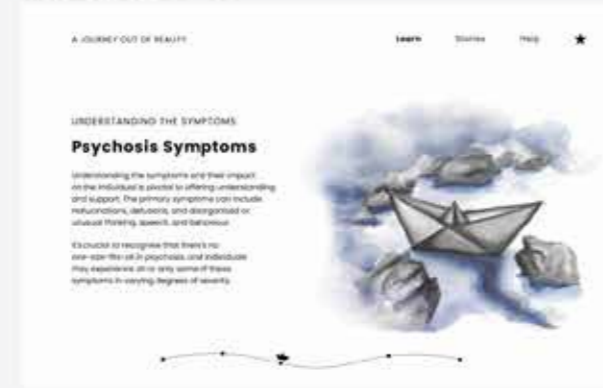 A JOURNEY OUT OF REALITY
Learn
Stories
Help
UNDERSTANDING THE SYMPTOMS
Psychosis Symptoms
Understanding the symptoms and their impact
on the individual is pivotal to offering understanding
and support. The primary symptoms can include
hallucinations, delusions, and disorganised or
unusual thinking, speech, and behaviour.
It's crucial to recognise that there's no
one-size-fits-all in psychosis, and individuals
may experience all or only some of these
symptoms in varying degrees of severity.